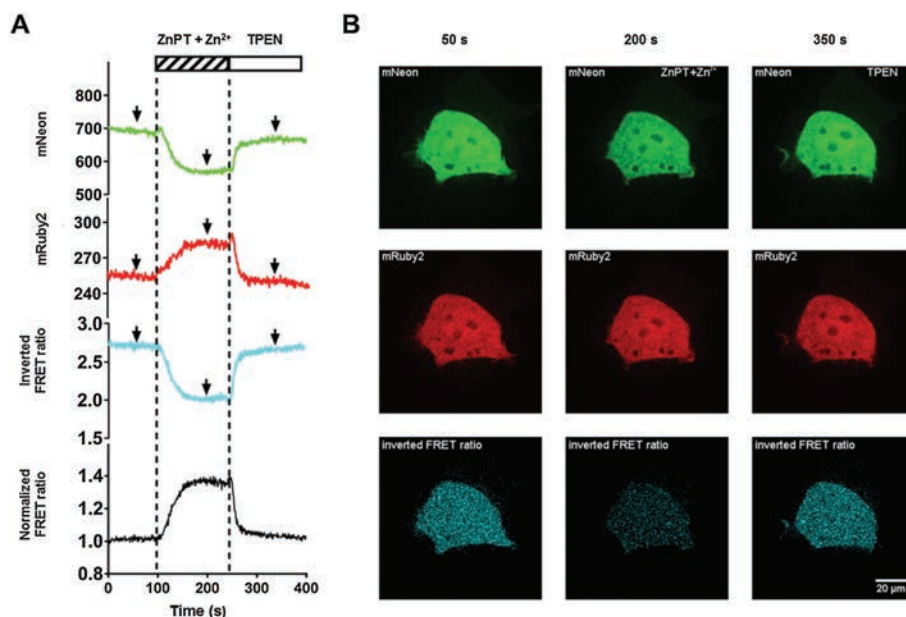 A
ZnPT + Zn²⁺ TPEN
mNeon
800
700
600
500
mRuby2
300
280
260
240
Inverted
FRET ratio
3.0
2.5
2.0
1.5
Normalized
FRET ratio
1.4
1.2
1.0
0.8
0 100 200 300 400
Time (s)
B
50 s 200 s 350 s
mNeon
mNeon ZnPT+Zn²⁺
mNeon TPEN
mRuby2
mRuby2
mRuby2
inverted FRET ratio
inverted FRET ratio
inverted FRET ratio
20 µm